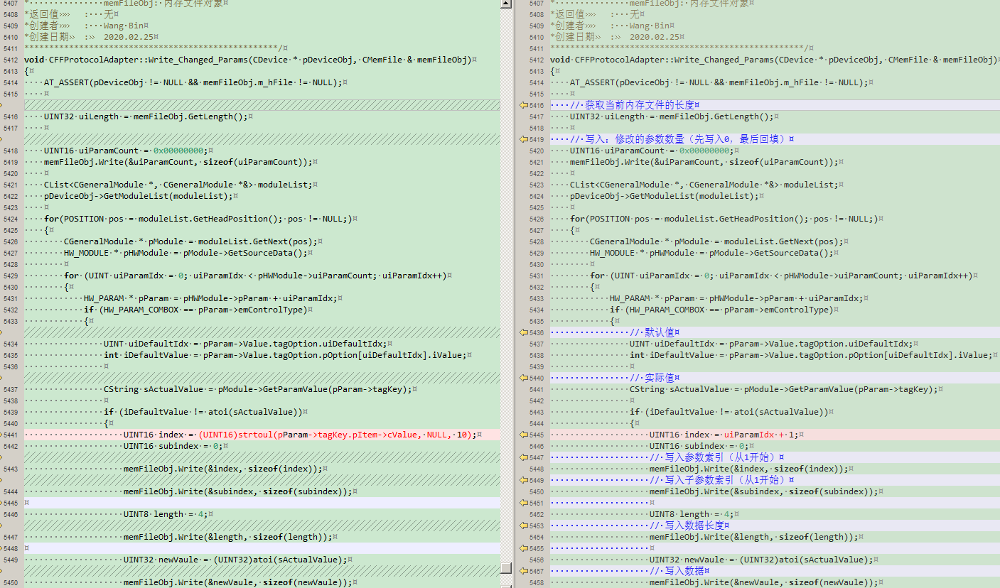 5407 * memFileObj: 内存文件对象
5408 *返回值 : 无
5409 *创建者 : Wang Bin
5410 *创建日期 : 2020.02.25
5411 ***************************************************/
5412 void CFFProtocolAdapter::Write_Changed_Params(CDevice * pDeviceObj, CMemFile & memFileObj)
5413 {
5414 AT_ASSERT(pDeviceObj != NULL && memFileObj.m_hFile != NULL);
5415
5416 UINT32 uiLength = memFileObj.GetLength();
5417
5418 UINT16 uiParamCount = 0x00000000;
5419 memFileObj.Write(&uiParamCount, sizeof(uiParamCount));
5420
5421 CList<CGeneralModule *, CGeneralModule *&> moduleList;
5422 pDeviceObj->GetModuleList(moduleList);
5423
5424 for(POSITION pos = moduleList.GetHeadPosition(); pos != NULL;)
5425 {
5426 CGeneralModule * pModule = moduleList.GetNext(pos);
5427 HW_MODULE * pHWModule = pModule->GetSourceData();
5428
5429 for (UINT uiParamIdx = 0; uiParamIdx < pHWModule->uiParamCount; uiParamIdx++)
5430 {
5431 HW_PARAM * pParam = pHWModule->pParam + uiParamIdx;
5432 if (HW_PARAM_COMBOX == pParam->emControlType)
5433 {
5434 UINT uiDefaultIdx = pParam->Value.tagOption.uiDefaultIdx;
5435 int iDefaultValue = pParam->Value.tagOption.pOption[uiDefaultIdx].iValue;
5436
5437 CString sActualValue = pModule->GetParamValue(pParam->tagKey);
5438
5439 if (iDefaultValue != atoi(sActualValue))
5440 {
5441 UINT16 index = (UINT16)strtoul(pParam->tagKey.pItem->cValue, NULL, 10);
5442 UINT16 subindex = 0;
5443 memFileObj.Write(&index, sizeof(index));
5444 memFileObj.Write(&subindex, sizeof(subindex));
5445
5446 UINT8 length = 4;
5447 memFileObj.Write(&length, sizeof(length));
5448
5449 UINT32 newVaule = (UINT32)atoi(sActualValue);
5450 memFileObj.Write(&newVaule, sizeof(newVaule));
5407 * memFileObj: 内存文件对象
5408 *返回值 : 无
5409 *创建者 : Wang Bin
5410 *创建日期 : 2020.02.25
5411 ***************************************************/
5412 void CFFProtocolAdapter::Write_Changed_Params(CDevice * pDeviceObj, CMemFile & memFileObj)
5413 {
5414 AT_ASSERT(pDeviceObj != NULL && memFileObj.m_hFile != NULL);
5415
5416 // 获取当前内存文件的长度
5417 UINT32 uiLength = memFileObj.GetLength();
5418
5419 // 写入：修改的参数数量（先写入0，最后回填）
5420 UINT16 uiParamCount = 0x00000000;
5421 memFileObj.Write(&uiParamCount, sizeof(uiParamCount));
5422
5423 CList<CGeneralModule *, CGeneralModule *&> moduleList;
5424 pDeviceObj->GetModuleList(moduleList);
5425
5426 for(POSITION pos = moduleList.GetHeadPosition(); pos != NULL;)
5427 {
5428 CGeneralModule * pModule = moduleList.GetNext(pos);
5429 HW_MODULE * pHWModule = pModule->GetSourceData();
5430
5431 for (UINT uiParamIdx = 0; uiParamIdx < pHWModule->uiParamCount; uiParamIdx++)
5432 {
5433 HW_PARAM * pParam = pHWModule->pParam + uiParamIdx;
5434 if (HW_PARAM_COMBOX == pParam->emControlType)
5435 {
5436 // 默认值
5437 UINT uiDefaultIdx = pParam->Value.tagOption.uiDefaultIdx;
5438 int iDefaultValue = pParam->Value.tagOption.pOption[uiDefaultIdx].iValue;
5439
5440 // 实际值
5441 CString sActualValue = pModule->GetParamValue(pParam->tagKey);
5442
5443 if (iDefaultValue != atoi(sActualValue))
5444 {
5445 UINT16 index = uiParamIdx + 1;
5446 UINT16 subindex = 0;
5447 // 写入参数索引（从1开始）
5448 memFileObj.Write(&index, sizeof(index));
5449 // 写入子参数索引（从1开始）
5450 memFileObj.Write(&subindex, sizeof(subindex));
5451
5452 UINT8 length = 4;
5453 // 写入数据长度
5454 memFileObj.Write(&length, sizeof(length));
5455
5456 UINT32 newVaule = (UINT32)atoi(sActualValue);
5457 // 写入数据
5458 memFileObj.Write(&newVaule, sizeof(newVaule));